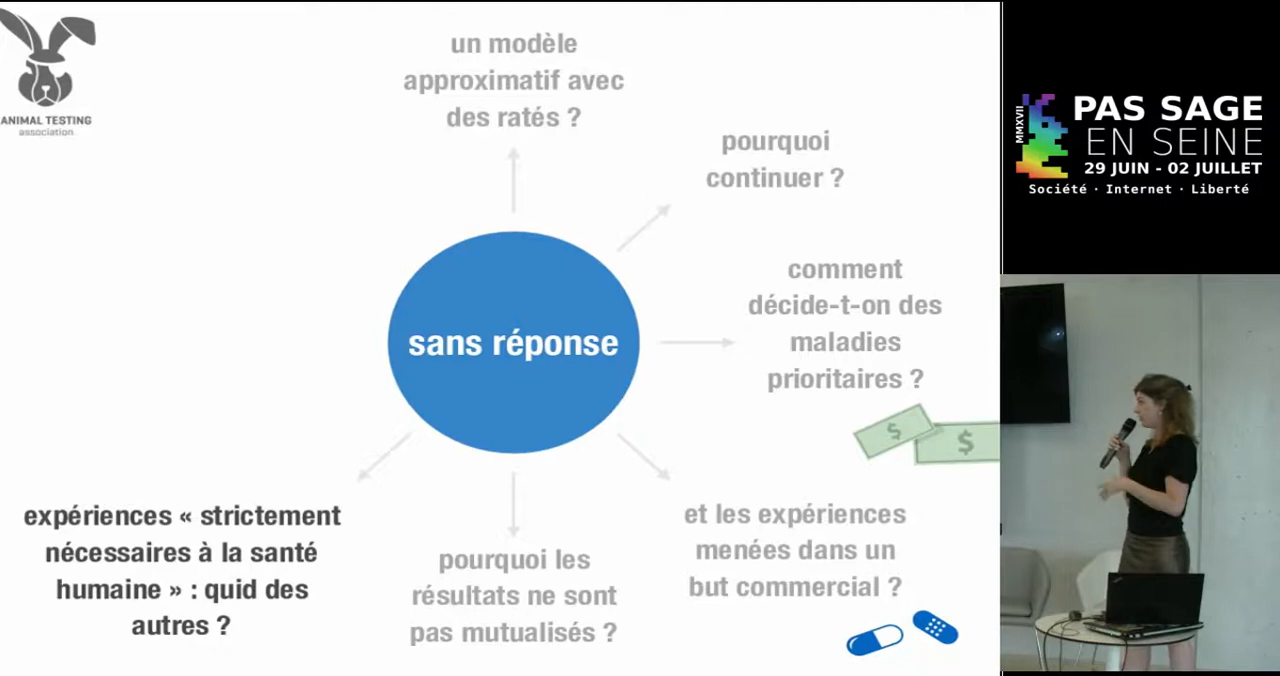 ANIMAL TESTING
association
un modèle
approximatif avec
des ratés ?
pourquoi
continuer ?
comment
décide-t-on des
maladies
prioritaires ?
sans réponse
$
$
expériences « strictement
nécessaires à la santé
humaine » : quid des
autres ?
pourquoi les
résultats ne sont
pas mutualisés ?
et les expériences
menées dans un
but commercial ?
MMXVII
PAS SAGE
EN SEINE
29 JUIN - 02 JUILLET
Société · Internet · Liberté